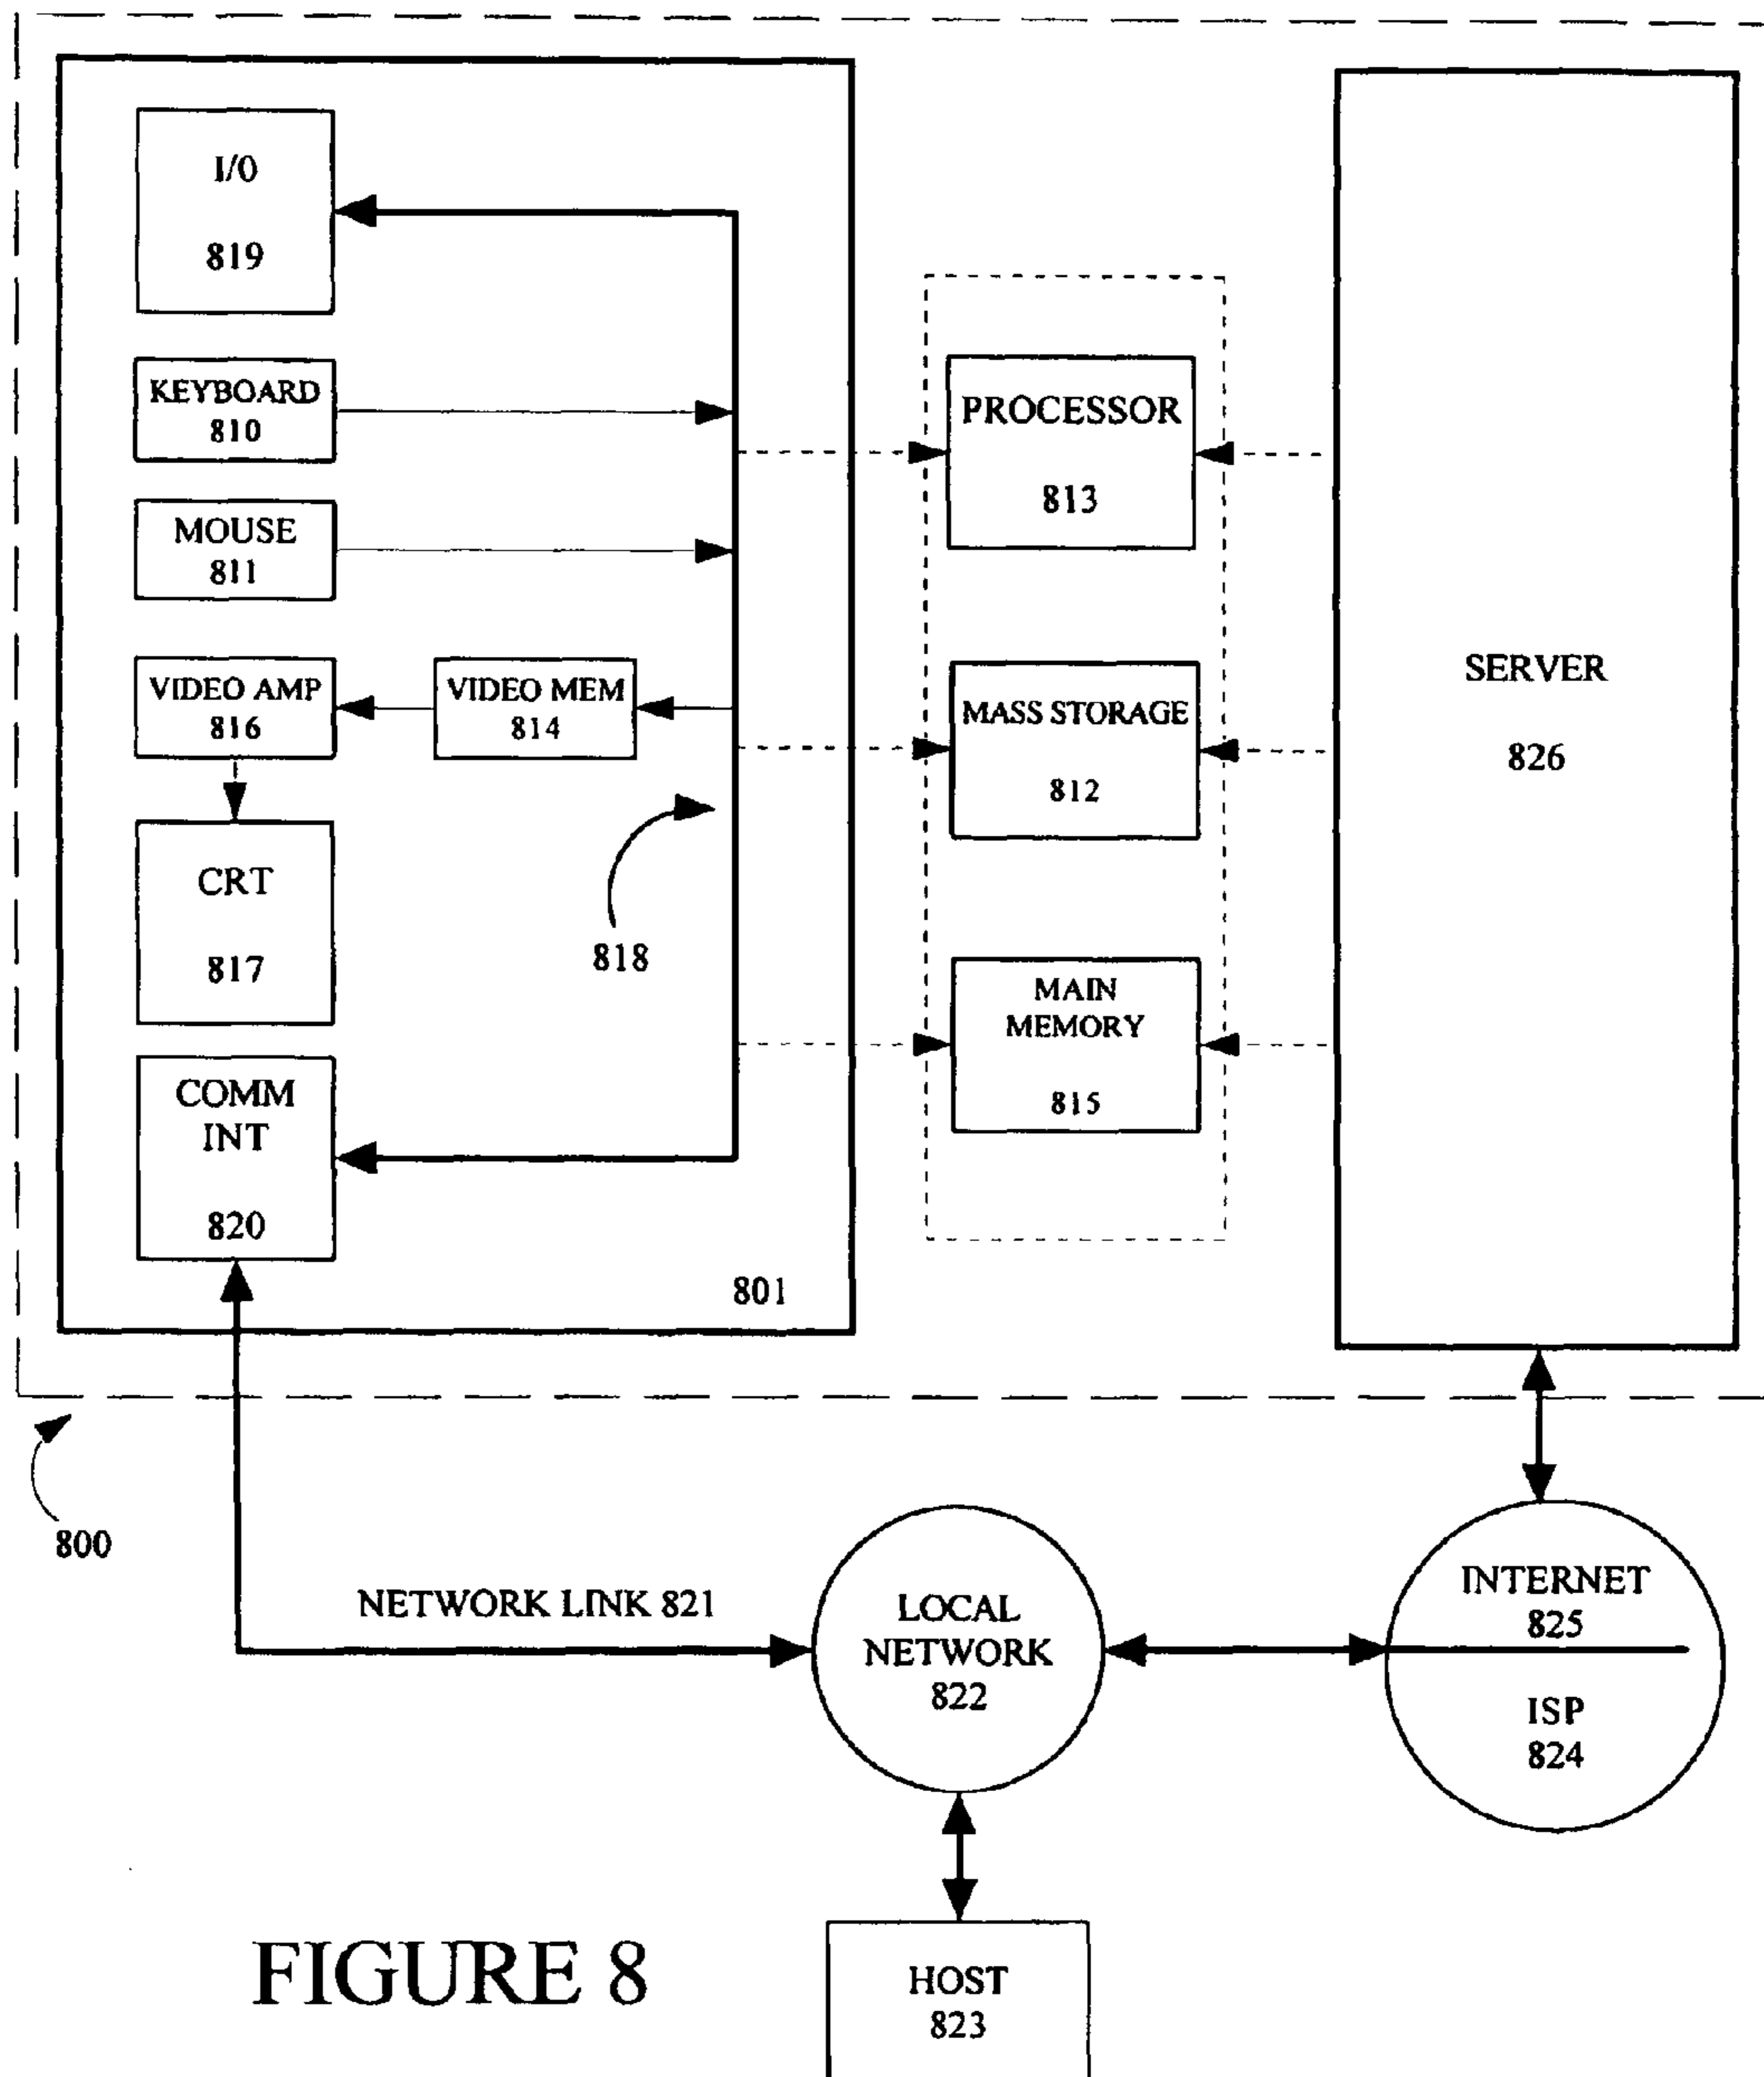 I/0
819
KEYBOARD
810
MOUSE
811
VIDEO AMP
816
VIDEO MEM
814
CRT
817
818
COMM
INT
820
801
PROCESSOR
813
MASS STORAGE
812
MAIN
MEMORY
815
SERVER
826
800
NETWORK LINK 821
LOCAL
NETWORK
822
INTERNET
825
ISP
824
HOST
823
FIGURE 8